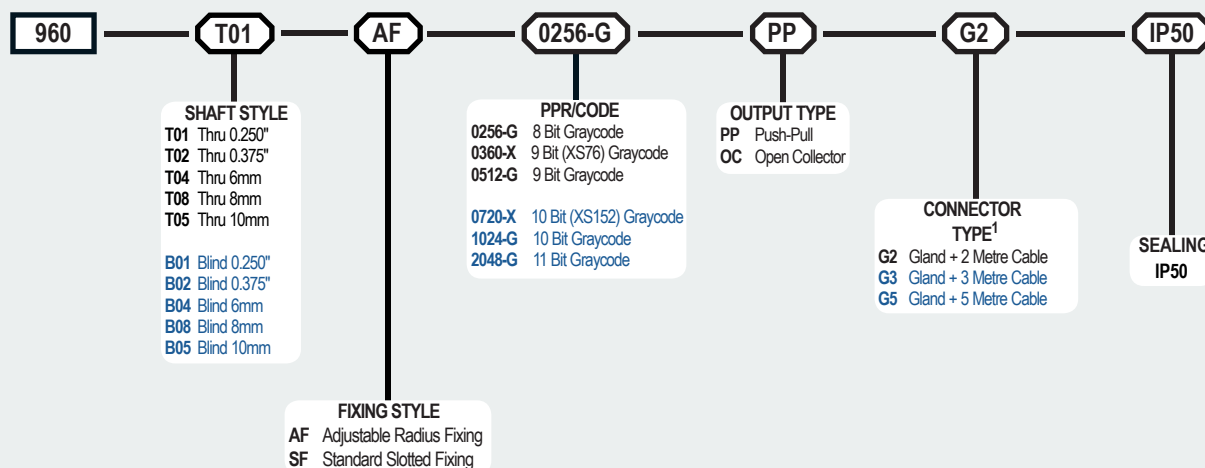 960
T01
AF
0256-G
PP
G2
IP50
SHAFT STYLE
T01 Thru 0.250"
T02 Thru 0.375"
T04 Thru 6mm
T08 Thru 8mm
T05 Thru 10mm
B01 Blind 0.250"
B02 Blind 0.375"
B04 Blind 6mm
B08 Blind 8mm
B05 Blind 10mm
FIXING STYLE
AF Adjustable Radius Fixing
SF Standard Slotted Fixing
PPR/CODE
0256-G 8 Bit Graycode
0360-X 9 Bit (XS76) Graycode
0512-G 9 Bit Graycode
0720-X 10 Bit (XS152) Graycode
1024-G 10 Bit Graycode
2048-G 11 Bit Graycode
OUTPUT TYPE
PP Push-Pull
OC Open Collector
CONNECTOR
TYPE1
G2 Gland + 2 Metre Cable
G3 Gland + 3 Metre Cable
G5 Gland + 5 Metre Cable
SEALING
IP50